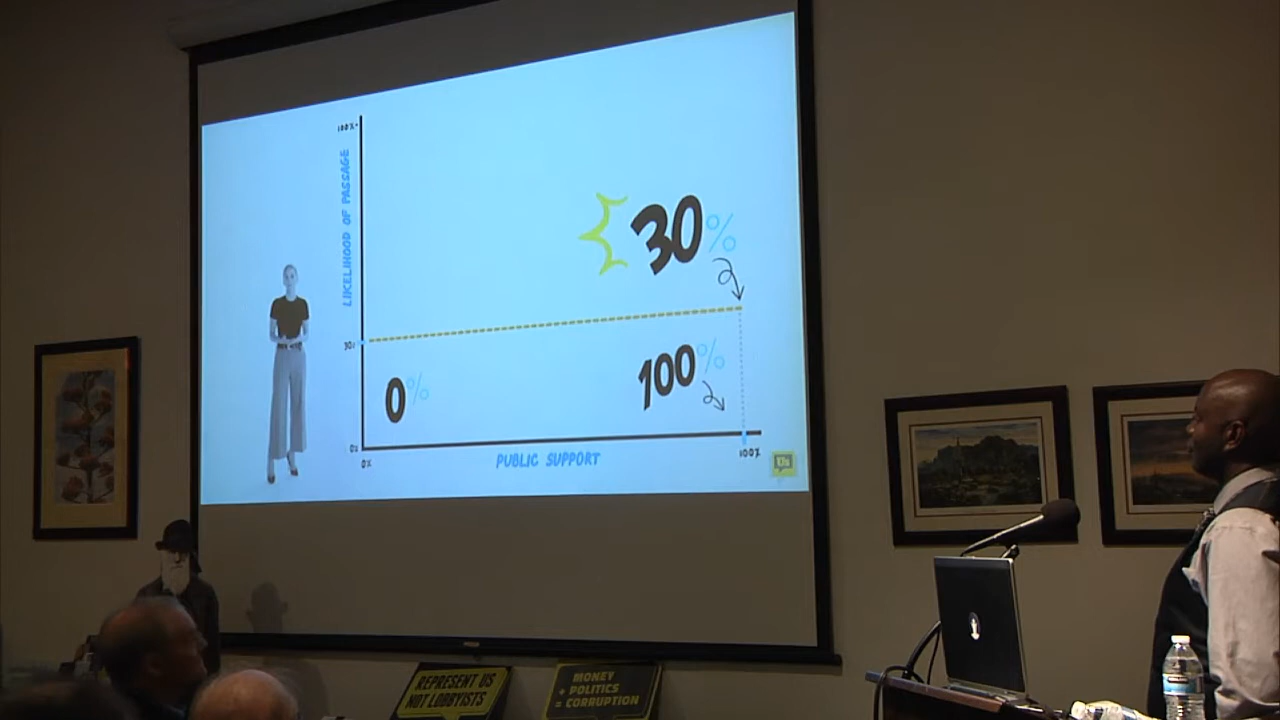 100%
LIKELIHOOD OF PASSAGE
30%
30%
0%
100%
0%
0%
PUBLIC SUPPORT
100%
REPRESENT US
NOT LOBBYISTS
MONEY
+ POLITICS
= CORRUPTION